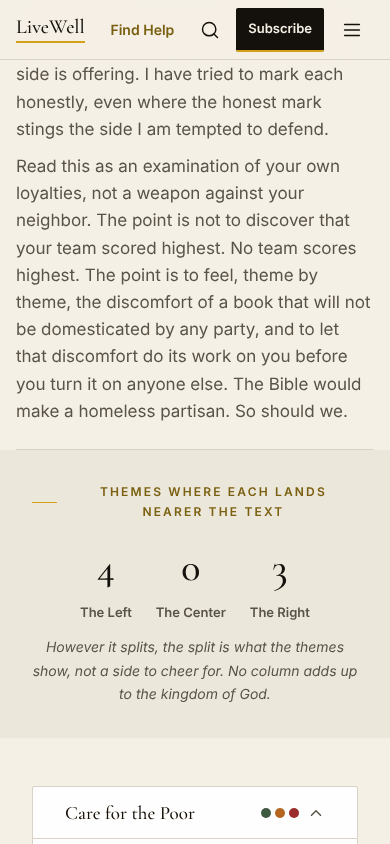 LiveWell
Find Help
Subscribe
side is offering. I have tried to mark each
honestly, even where the honest mark
stings the side I am tempted to defend.
Read this as an examination of your own
loyalties, not a weapon against your
neighbor. The point is not to discover that
your team scored highest. No team scores
highest. The point is to feel, theme by
theme, the discomfort of a book that will not
be domesticated by any party, and to let
that discomfort do its work on you before
you turn it on anyone else. The Bible would
make a homeless partisan. So should we.
THEMES WHERE EACH LANDS
NEARER THE TEXT
4 0 3
The Left The Center The Right
However it splits, the split is what the themes
show, not a side to cheer for. No column adds up
to the kingdom of God.
Care for the Poor